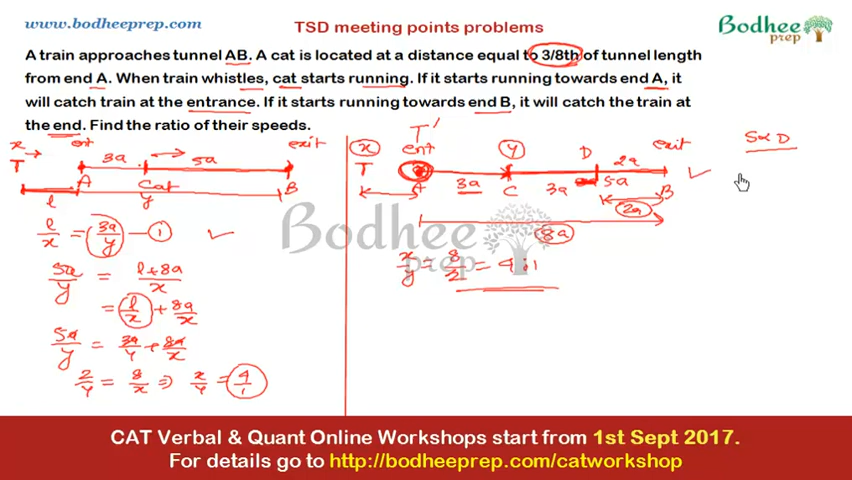 www.bodheeprep.com
TSD meeting points problems
Bodhee
prep
A train approaches tunnel AB. A cat is located at a distance equal to 3/8th of tunnel length
from end A. When train whistles, cat starts running. If it starts running towards end A, it
will catch train at the entrance. If it starts running towards end B, it will catch the train at
the end. Find the ratio of their speeds.
x ent exit
T 3a 5a
A Cat B
l y
l/x = 3a/y — 1
5a/y = l+8a/x
= l/x + 8a/x
5a/y = 3a/y + 8a/x
2/y = 8/x ⇒ x/y = 4/1
T'
x ent y D exit
T 2a
A 3a C 3a 5a B
2a
8a
x/y = 8/2 = 4:1
S∝D
Bodhee
prep
CAT Verbal & Quant Online Workshops start from 1st Sept 2017.
For details go to http://bodheeprep.com/catworkshop